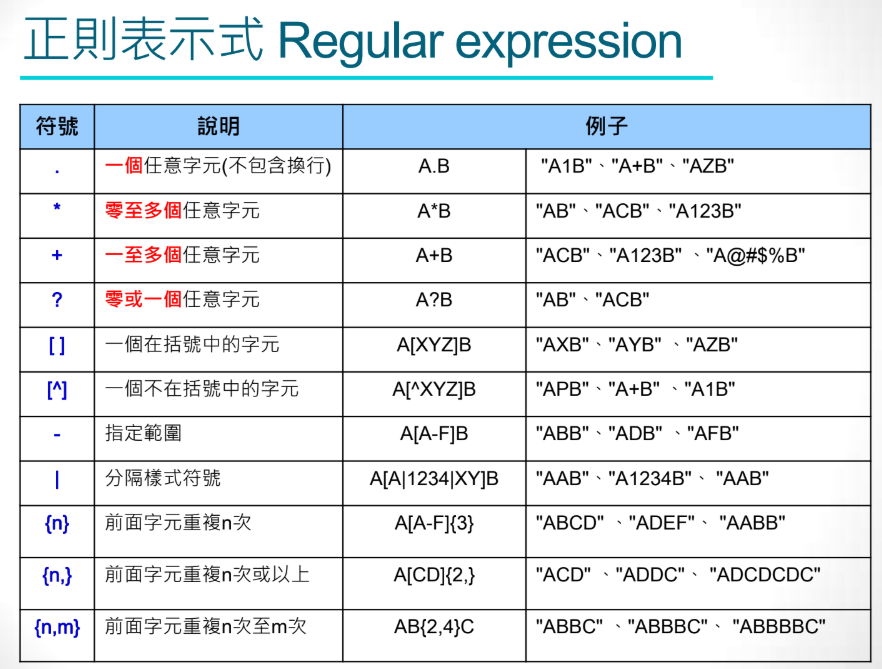 正則表示式 Regular expression
符號 說明 例子
. 一個任意字元(不包含換行) A.B "A1B"、"A+B"、"AZB"
* 零至多個任意字元 A*B "AB"、"ACB"、"A123B"
+ 一至多個任意字元 A+B "ACB"、"A123B" 、"A@#$%B"
? 零或一個任意字元 A?B "AB"、"ACB"
[ ] 一個在括號中的字元 A[XYZ]B "AXB"、"AYB" 、"AZB"
[^] 一個不在括號中的字元 A[^XYZ]B "APB"、"A+B" 、"A1B"
- 指定範圍 A[A-F]B "ABB"、"ADB" 、"AFB"
| 分隔樣式符號 A[A|1234|XY]B "AAB"、"A1234B"、 "AAB"
{n} 前面字元重複n次 A[A-F]{3} "ABCD" 、"ADEF"、 "AABB"
{n,} 前面字元重複n次或以上 A[CD]{2,} "ACD" 、"ADDC"、 "ADCDCDC"
{n,m} 前面字元重複n次至m次 AB{2,4}C "ABBC" 、"ABBBC"、 "ABBBBC"